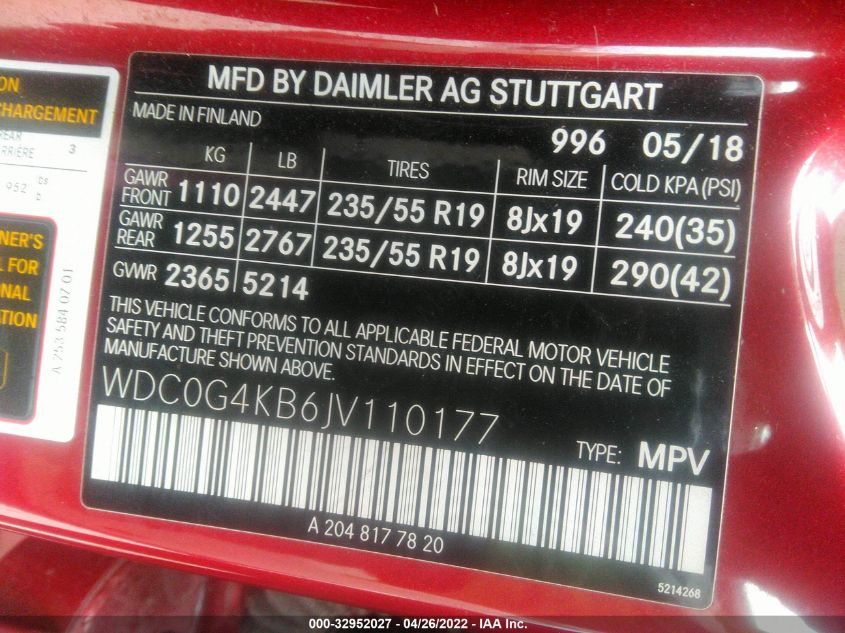 ON
CHARGEMENT
REAR
ARRIÈRE 3
952 lbs
NER'S
L FOR
ONAL
ATION
A 253 584 07 01
MFD BY DAIMLER AG STUTTGART
MADE IN FINLAND
996 05/18
KG LB TIRES RIM SIZE COLD KPA (PSI)
GAWR
FRONT 1110 2447 235/55 R19 8Jx19 240(35)
GAWR
REAR 1255 2767 235/55 R19 8Jx19 290(42)
GVWR 2365 5214
THIS VEHICLE CONFORMS TO ALL APPLICABLE FEDERAL MOTOR VEHICLE
SAFETY AND THEFT PREVENTION STANDARDS IN EFFECT ON THE DATE OF
MANUFACTURE SHOWN ABOVE.
WDC0G4KB6JV110177
TYPE: MPV
A 204 817 78 20
5214268
000-32952027 - 04/26/2022 - IAA Inc.